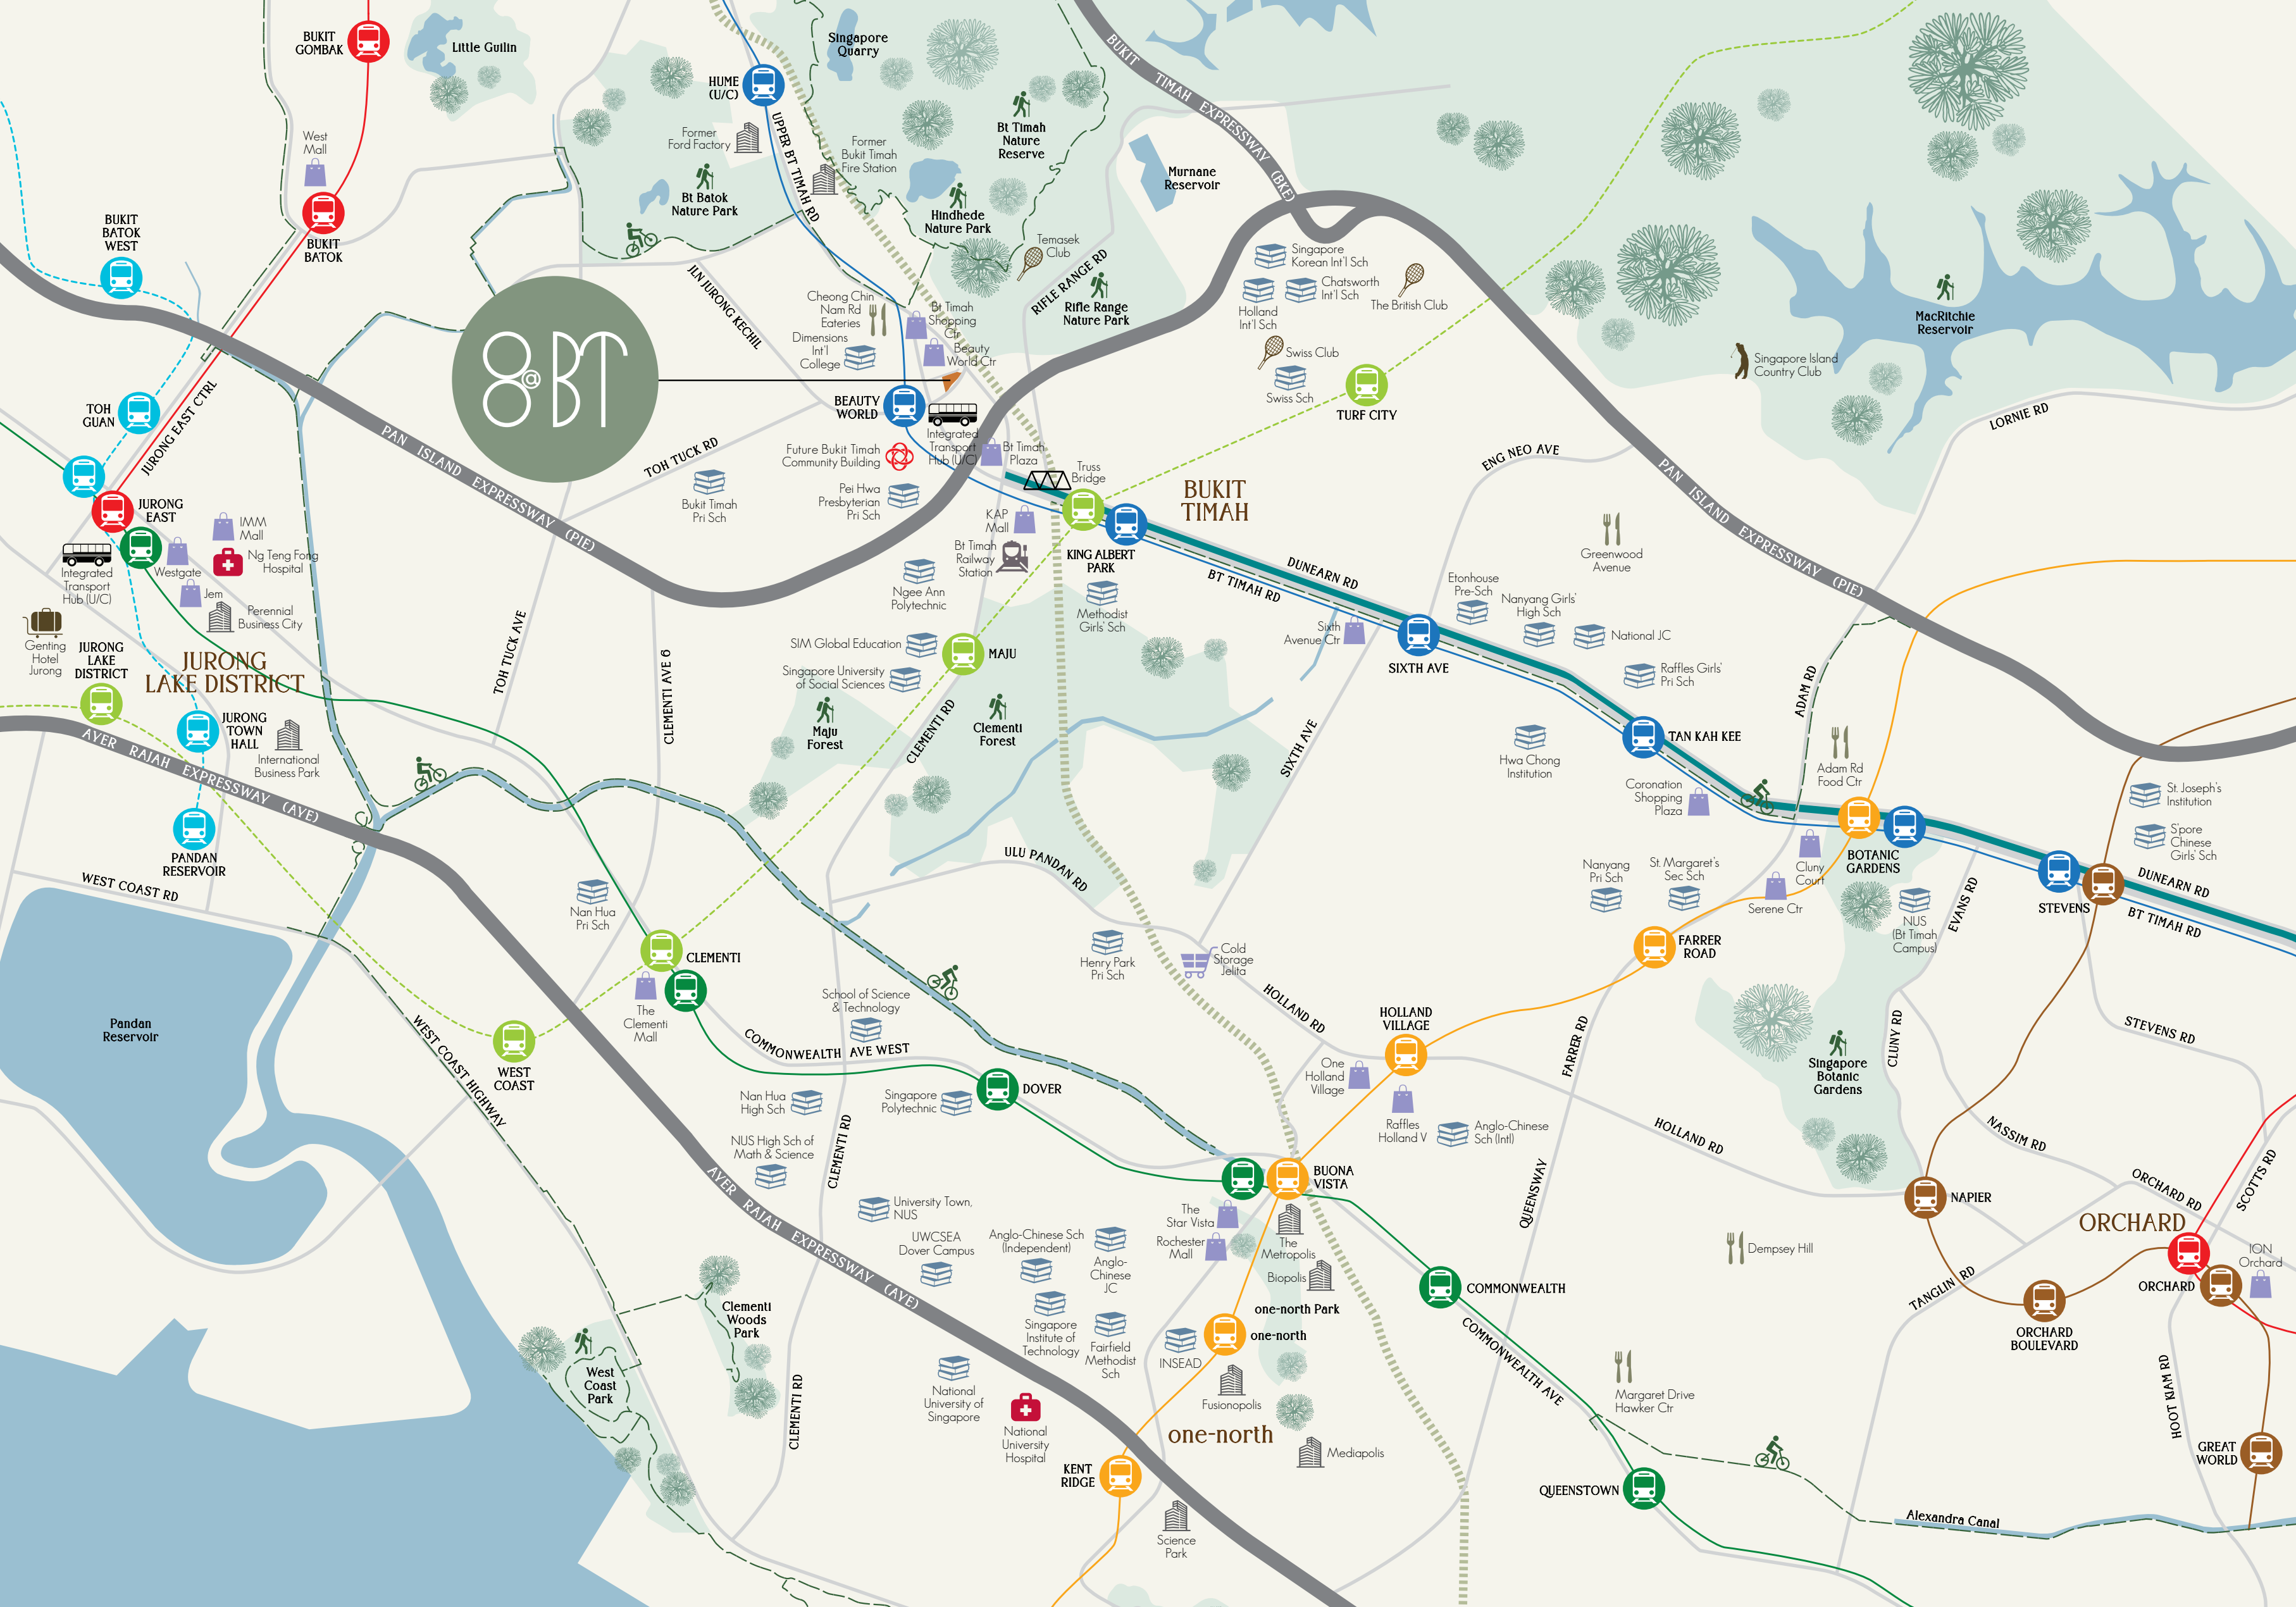 BUKIT
GOMBAK
Little Guilin
HUME
(U/C)
Singapore
Quarry
BUKIT TIMAH EXPRESSWAY (BKE)
West
Mall
Former
Ford Factory
UPPER BT TIMAH RD
Former
Bukit Timah
Fire Station
Bt Timah
Nature
Reserve
Murnane
Reservoir
Bt Batok
Nature Park
Hindhede
Nature Park
BUKIT
BATOK
WEST
BUKIT
BATOK
Temasek
Club
RIFLE RANGE RD
Rifle Range
Nature Park
Singapore
Korean Int'l Sch
Chatsworth
Int'l Sch
Holland
Int'l Sch
The British Club
Swiss Club
Swiss Sch
TURF CITY
MacRitchie
Reservoir
Singapore Island
Country Club
LORNIE RD
JLN JURONG KECHIL
Cheong Chin
Nam Rd
Eateries
Bt Timah
Shopping
Ctr
Dimensions
Int'l
College
Beauty
World Ctr
8@BT
BEAUTY
WORLD
Integrated
Transport
Hub (U/C)
TOH
GUAN
JURONG EAST CTRL
PAN ISLAND EXPRESSWAY (PIE)
TOH TUCK RD
Bukit Timah
Pri Sch
Future Bukit Timah
Community Building
Pei Hwa
Presbyterian
Pri Sch
Bt Timah
Plaza
Truss
Bridge
BUKIT
TIMAH
KAP
Mall
KING ALBERT
PARK
Bt Timah
Railway
Station
ENG NEO AVE
PAN ISLAND EXPRESSWAY (PIE)
Greenwood
Avenue
JURONG
EAST
IMM
Mall
Ng Teng Fong
Hospital
Integrated
Transport
Hub (U/C)
Westgate
Jem
Perennial
Business City
Genting
Hotel
Jurong
JURONG
LAKE
DISTRICT
JURONG
LAKE DISTRICT
Ngee Ann
Polytechnic
Methodist
Girls' Sch
DUNEARN RD
BT TIMAH RD
Etonhouse
Pre-Sch
Nanyang Girls'
High Sch
National JC
Sixth
Avenue Ctr
SIXTH AVE
Raffles Girls'
Pri Sch
TOH TUCK AVE
CLEMENTI AVE 6
SIM Global Education
MAJU
Singapore University
of Social Sciences
Maju
Forest
CLEMENTI RD
Clementi
Forest
SIXTH AVE
ADAM RD
TAN KAH KEE
Hwa Chong
Institution
Adam Rd
Food Ctr
Coronation
Shopping
Plaza
JURONG
TOWN
HALL
International
Business Park
AYER RAJAH EXPRESSWAY (AYE)
PANDAN
RESERVOIR
WEST COAST RD
BOTANIC
GARDENS
Cluny
Court
St. Joseph's
Institution
S'pore
Chinese
Girls' Sch
STEVENS
DUNEARN RD
BT TIMAH RD
Nanyang
Pri Sch
St. Margaret's
Sec Sch
Serene Ctr
NUS
(Bt Timah
Campus)
EVANS RD
ULU PANDAN RD
Nan Hua
Pri Sch
CLEMENTI
The
Clementi
Mall
Henry Park
Pri Sch
Cold
Storage
Jelita
FARRER
ROAD
Pandan
Reservoir
WEST COAST HIGHWAY
WEST
COAST
School of Science
& Technology
COMMONWEALTH AVE WEST
HOLLAND RD
HOLLAND
VILLAGE
FARRER RD
CLUNY RD
Singapore
Botanic
Gardens
STEVENS RD
One
Holland
Village
Raffles
Holland V
Anglo-Chinese
Sch (Intl)
DOVER
Nan Hua
High Sch
Singapore
Polytechnic
NUS High Sch of
Math & Science
CLEMENTI RD
HOLLAND RD
NASSIM RD
QUEENSWAY
BUONA
VISTA
NAPIER
ORCHARD RD
SCOTTS RD
ORCHARD
AYER RAJAH EXPRESSWAY (AYE)
University Town,
NUS
UWCSEA
Dover Campus
Anglo-Chinese Sch
(Independent)
Anglo-
Chinese
JC
The
Star Vista
Rochester
Mall
The
Metropolis
Biopolis
one-north Park
Dempsey Hill
ION
Orchard
ORCHARD
TANGLIN RD
ORCHARD
BOULEVARD
COMMONWEALTH
Clementi
Woods
Park
Singapore
Institute of
Technology
Fairfield
Methodist
Sch
INSEAD
one-north
COMMONWEALTH AVE
West
Coast
Park
CLEMENTI RD
National
University of
Singapore
National
University
Hospital
Fusionopolis
one-north
Mediapolis
Margaret Drive
Hawker Ctr
HOOT KIAM RD
GREAT
WORLD
KENT
RIDGE
QUEENSTOWN
Science
Park
Alexandra Canal